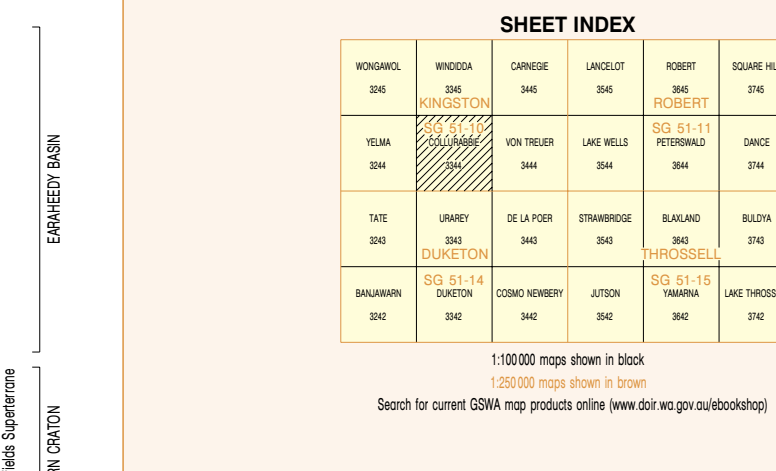 SHEET INDEX
WONGAWOL WINDIDDA CARNEGIE LANCELOT ROBERT SQUARE HIL
3245 3345 3445 3545 3645 3745
KINGSTON ROBERT
SG 51-10 SG 51-11
YELMA COLLURABBIE VON TREUER LAKE WELLS PETERSWALD DANCE
3244 3344 3444 3544 3644 3744
TATE URAREY DE LA POER STRAWBRIDGE BLAXLAND BULDYA
3243 3343 3443 3543 3643 3743
DUKETON THROSSELL
SG 51-14 SG 51-15
BANJAWARN DUKETON COSMO NEWBERY JUTSON YAMARNA LAKE THROSS
3242 3342 3442 3542 3642 3742
1:100 000 maps shown in black
1:250 000 maps shown in brown
Search for current GSWA map products online (www.doir.wa.gov.au/ebookshop)
EARAHEEDY BASIN
ields Superterrane
RN CRATON